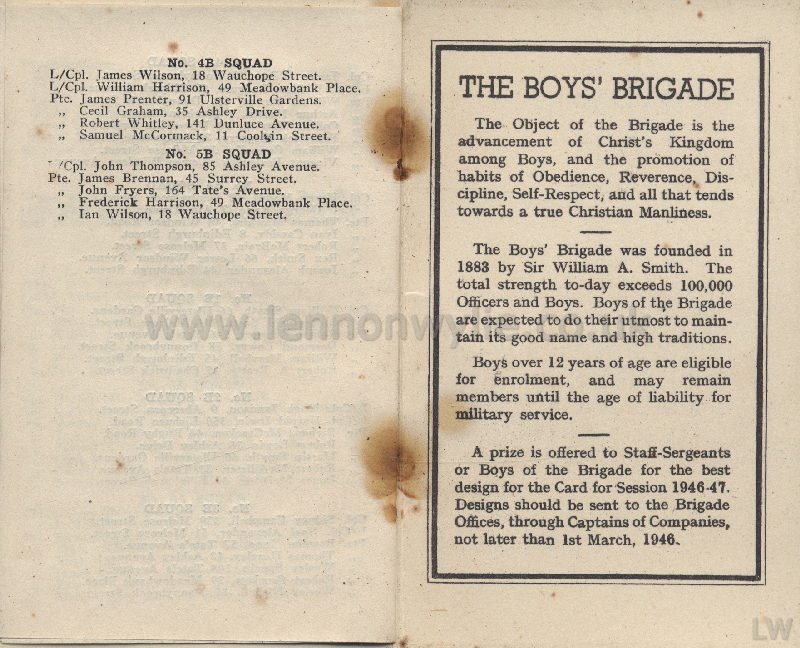 No. 4B SQUAD
L/Cpl. James Wilson, 18 Wauchope Street.
L/Cpl. William Harrison, 49 Meadowbank Place.
Pte. James Prenter, 91 Ulsterville Gardens.
„ Cecil Graham, 35 Ashley Drive.
„ Robert Whitley, 141 Dunluce Avenue.
„ Samuel McCormack, 11 Coolgin Street.
No. 5B SQUAD
/Cpl. John Thompson, 85 Ashley Avenue.
Pte. James Brennan, 45 Surrey Street.
„ John Fryers, 164 Tate's Avenue.
„ Frederick Harrison, 49 Meadowbank Place.
„ Ian Wilson, 18 Wauchope Street.
THE BOYS' BRIGADE
The Object of the Brigade is the
advancement of Christ's Kingdom
among Boys, and the promotion of
habits of Obedience, Reverence, Dis-
cipline, Self-Respect, and all that tends
towards a true Christian Manliness.
The Boys' Brigade was founded in
1883 by Sir William A. Smith. The
total strength to-day exceeds 100,000
Officers and Boys. Boys of the Brigade
are expected to do their utmost to main-
tain its good name and high traditions.
Boys over 12 years of age are eligible
for enrolment, and may remain
members until the age of liability for
military service.
A prize is offered to Staff-Sergeants
or Boys of the Brigade for the best
design for the Card for Session 1946-47.
Designs should be sent to the Brigade
Offices, through Captains of Companies,
not later than 1st March, 1946.
www.lennonwylie.co.uk
LW